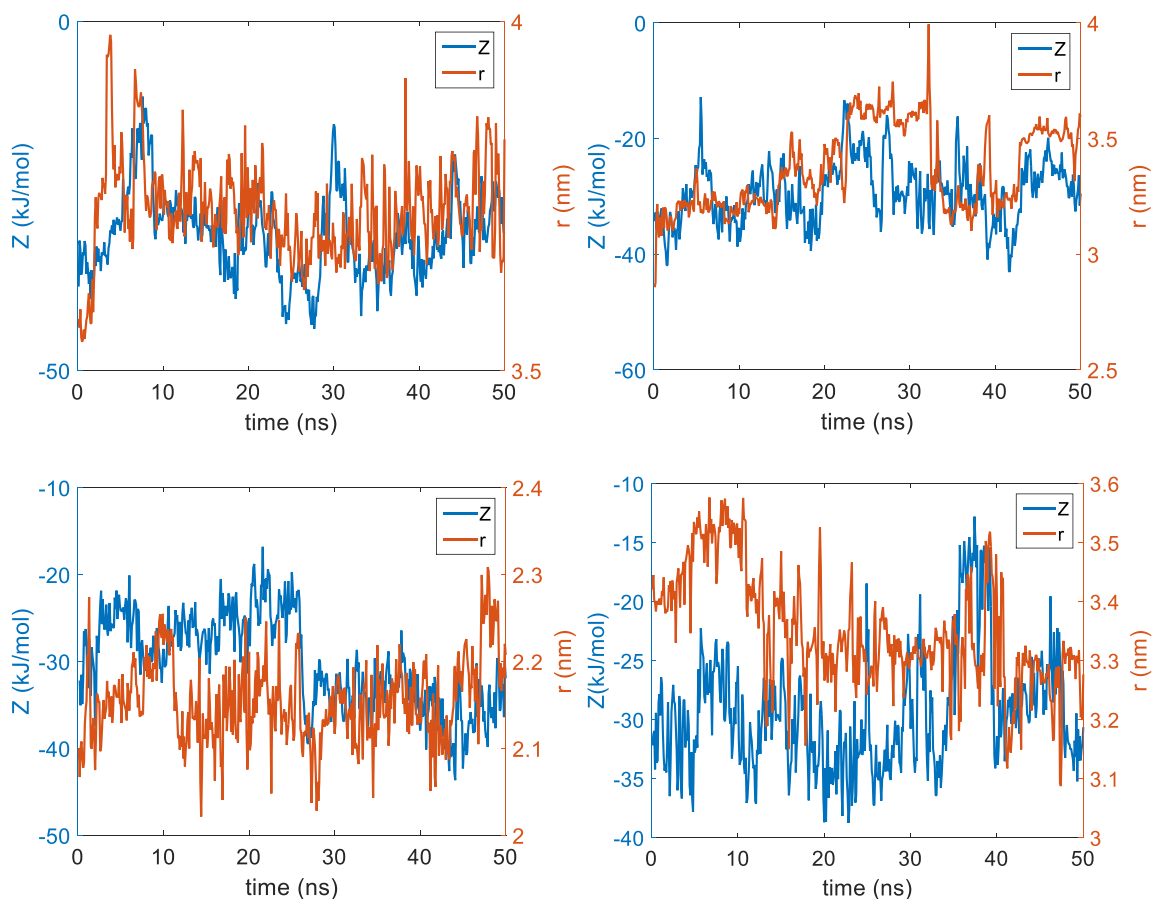 0
-50
Z (kJ/mol)
4
3.5
r (nm)
Z
r
0 10 20 30 40 50
time (ns)
0
-20
-40
-60
Z (kJ/mol)
4
3.5
3
2.5
r (nm)
Z
r
0 10 20 30 40 50
time (ns)
-10
-20
-30
-40
-50
Z (kJ/mol)
2.4
2.3
2.2
2.1
2
r (nm)
Z
r
0 10 20 30 40 50
time (ns)
-10
-15
-20
-25
-30
-35
-40
Z(kJ/mol)
3.6
3.5
3.4
3.3
3.2
3.1
3
r (nm)
Z
r
0 10 20 30 40 50
time (ns)